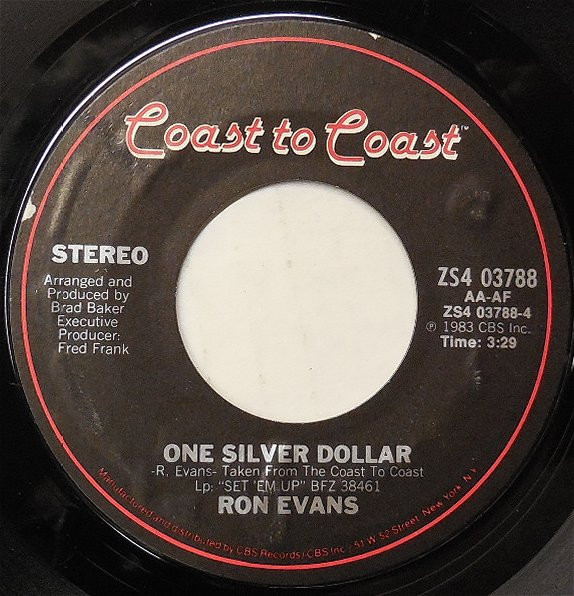 Coast to Coast™
STEREO
Arranged and
Produced by
Brad Baker
Executive
Producer:
Fred Frank
ZS4 03788
AA-AF
ZS4 03788-4
℗ 1983 CBS Inc.
Time: 3:29
ONE SILVER DOLLAR
-R. Evans- Taken From The Coast To Coast
Lp: "SET 'EM UP" BFZ 38461
RON EVANS
Manufactured and distributed by CBS Records/CBS Inc./51 W 52 Street, New York, N.Y.